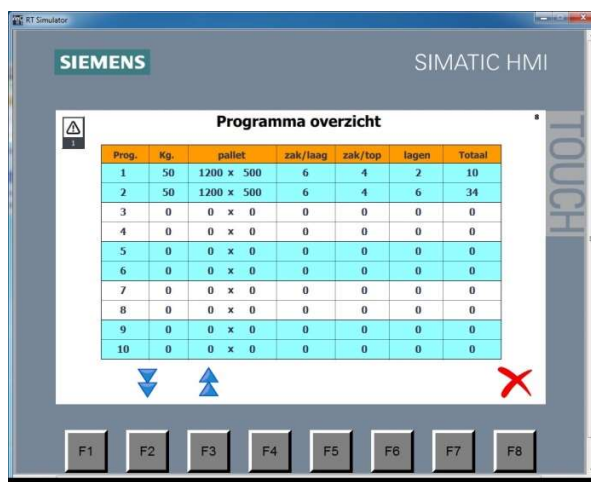 RT Simulator
SIEMENS
SIMATIC HMI
TOUCH
1
Programma overzicht
8
Prog. Kg. pallet zak/laag zak/top lagen Totaal
1 50 1200 x 500 6 4 2 10
2 50 1200 x 500 6 4 6 34
3 0 0 x 0 0 0 0 0
4 0 0 x 0 0 0 0 0
5 0 0 x 0 0 0 0 0
6 0 0 x 0 0 0 0 0
7 0 0 x 0 0 0 0 0
8 0 0 x 0 0 0 0 0
9 0 0 x 0 0 0 0 0
10 0 0 x 0 0 0 0 0
F1 F2 F3 F4 F5 F6 F7 F8